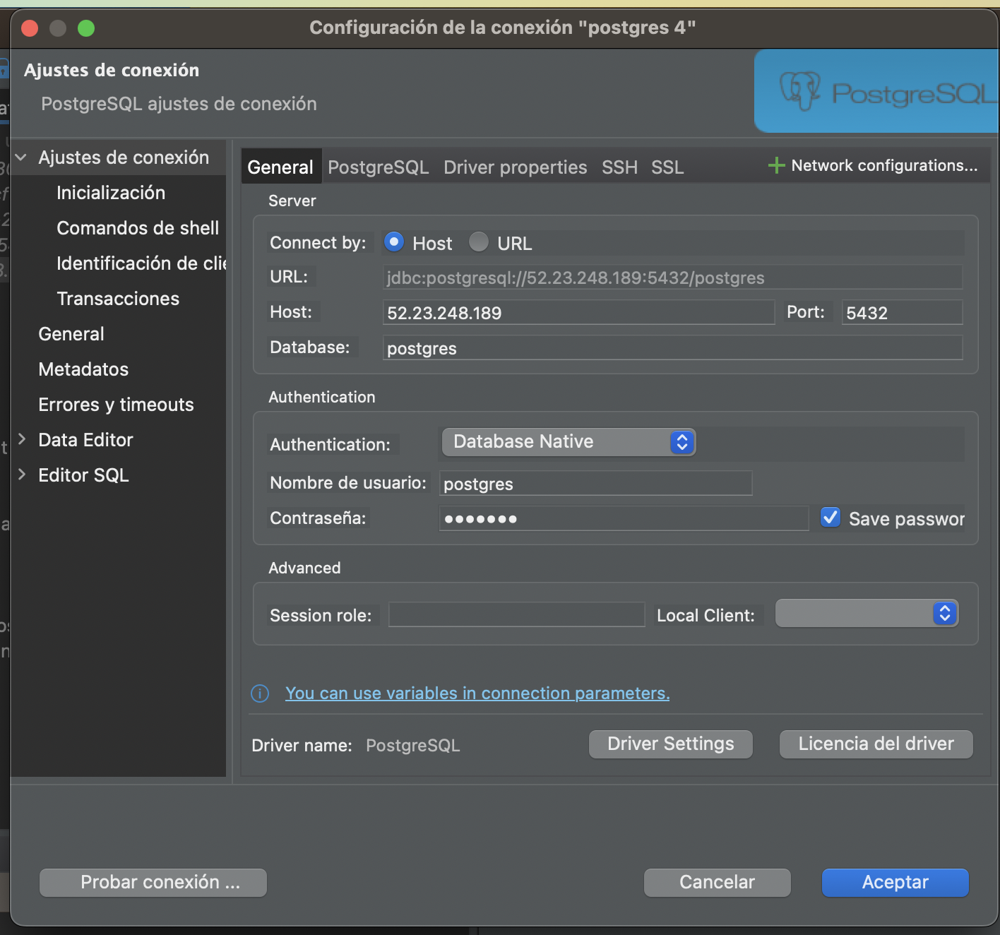 Configuración de la conexión "postgres 4"
Ajustes de conexión
PostgreSQL ajustes de conexión
PostgreSQL
Ajustes de conexión
Inicialización
Comandos de shell
Identificación de clie
Transacciones
General
Metadatos
Errores y timeouts
Data Editor
Editor SQL
General PostgreSQL Driver properties SSH SSL Network configurations...
Server
Connect by: Host URL
URL: jdbc:postgresql://52.23.248.189:5432/postgres
Host: 52.23.248.189 Port: 5432
Database: postgres
Authentication
Authentication: Database Native
Nombre de usuario: postgres
Contraseña: ••••••• Save passwor
Advanced
Session role: Local Client:
You can use variables in connection parameters.
Driver name: PostgreSQL Driver Settings Licencia del driver
Probar conexión ... Cancelar Aceptar